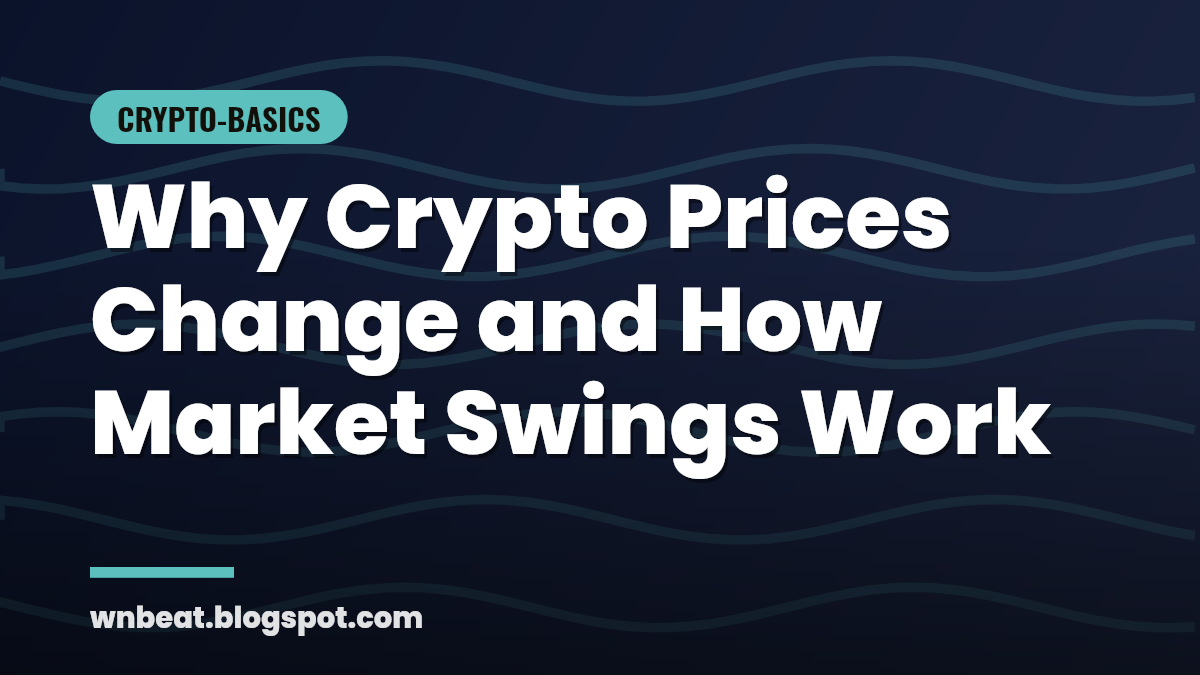 CRYPTO-BASICS
Why Crypto Prices
Change and How
Market Swings Work
wnbeat.blogspot.com